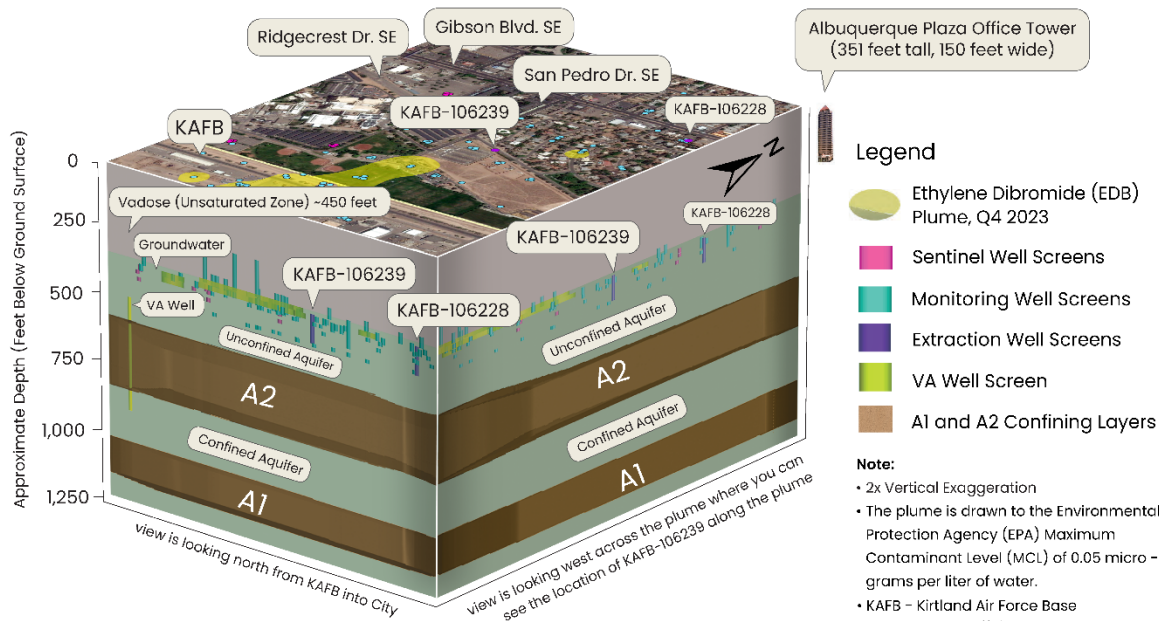 Ridgecrest Dr. SE
Gibson Blvd. SE
San Pedro Dr. SE
Albuquerque Plaza Office Tower
(351 feet tall, 150 feet wide)
KAFB-106239
KAFB-106228
KAFB
N
Approximate Depth (Feet Below Ground Surface)
0
250
500
750
1,000
1,250
Vadose (Unsaturated Zone) ~450 feet
Groundwater
VA Well
KAFB-106239
KAFB-106228
Unconfined Aquifer
A2
Confined Aquifer
A1
KAFB-106239
KAFB-106228
Unconfined Aquifer
A2
Confined Aquifer
A1
view is looking north from KAFB into City
view is looking west across the plume where you can
see the location of KAFB-106239 along the plume
Legend
Ethylene Dibromide (EDB)
Plume, Q4 2023
Sentinel Well Screens
Monitoring Well Screens
Extraction Well Screens
VA Well Screen
A1 and A2 Confining Layers
Note:
• 2x Vertical Exaggeration
• The plume is drawn to the Environmental
Protection Agency (EPA) Maximum
Contaminant Level (MCL) of 0.05 micro -
grams per liter of water.
• KAFB - Kirtland Air Force Base